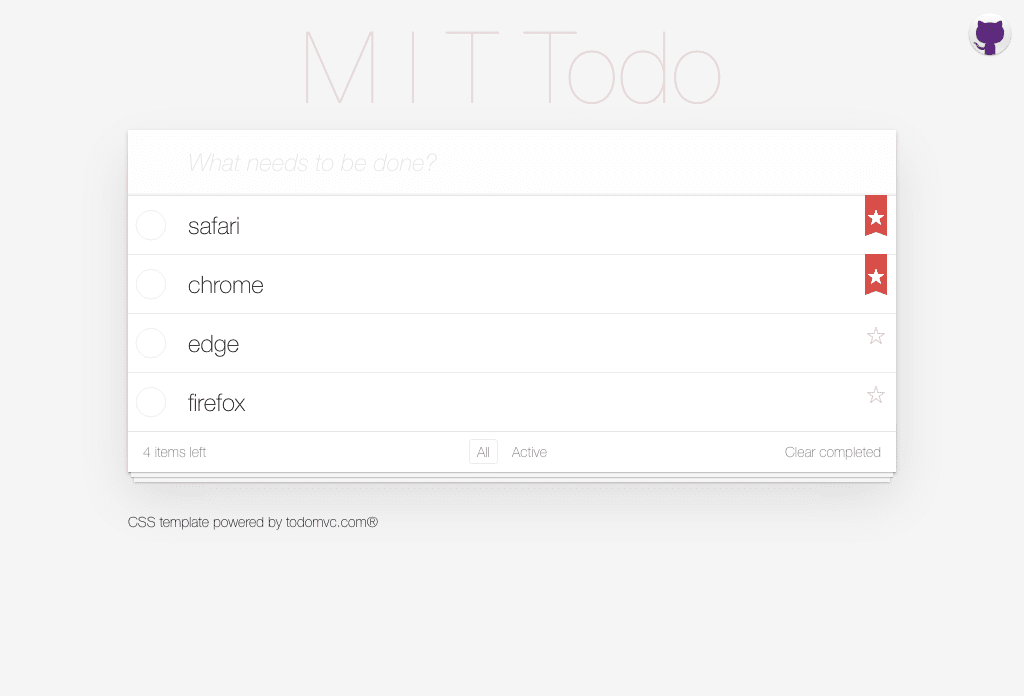 M I T Todo
What needs to be done?
safari
chrome
edge
firefox
4 items left All Active Clear completed
CSS template powered by todomvc.com®